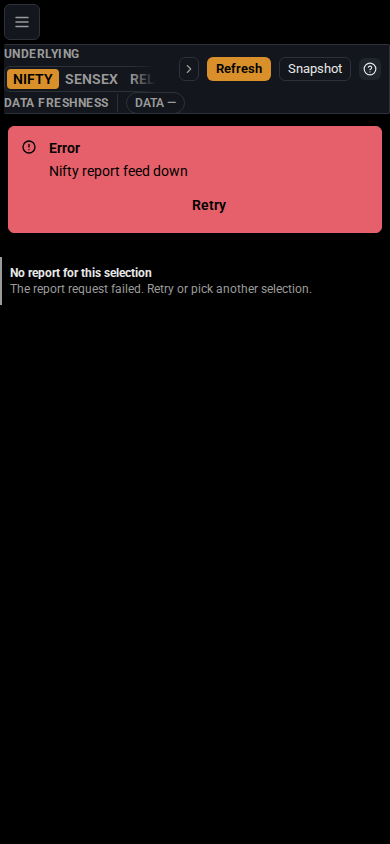 UNDERLYING
NIFTY SENSEX REL
Refresh Snapshot
DATA FRESHNESS DATA —
Error
Nifty report feed down
Retry
No report for this selection
The report request failed. Retry or pick another selection.